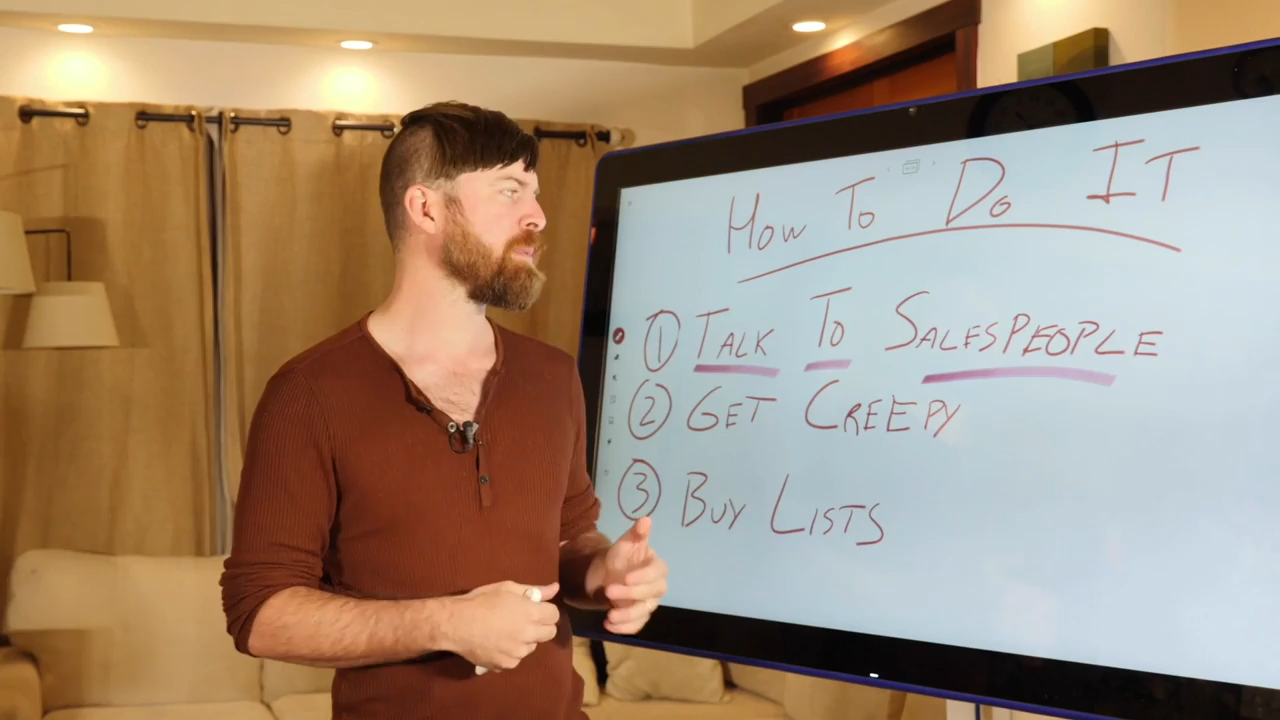 How To Do IT
① TALK To SALESPEOPLE
② GET CREEPY
③ Buy LISTS